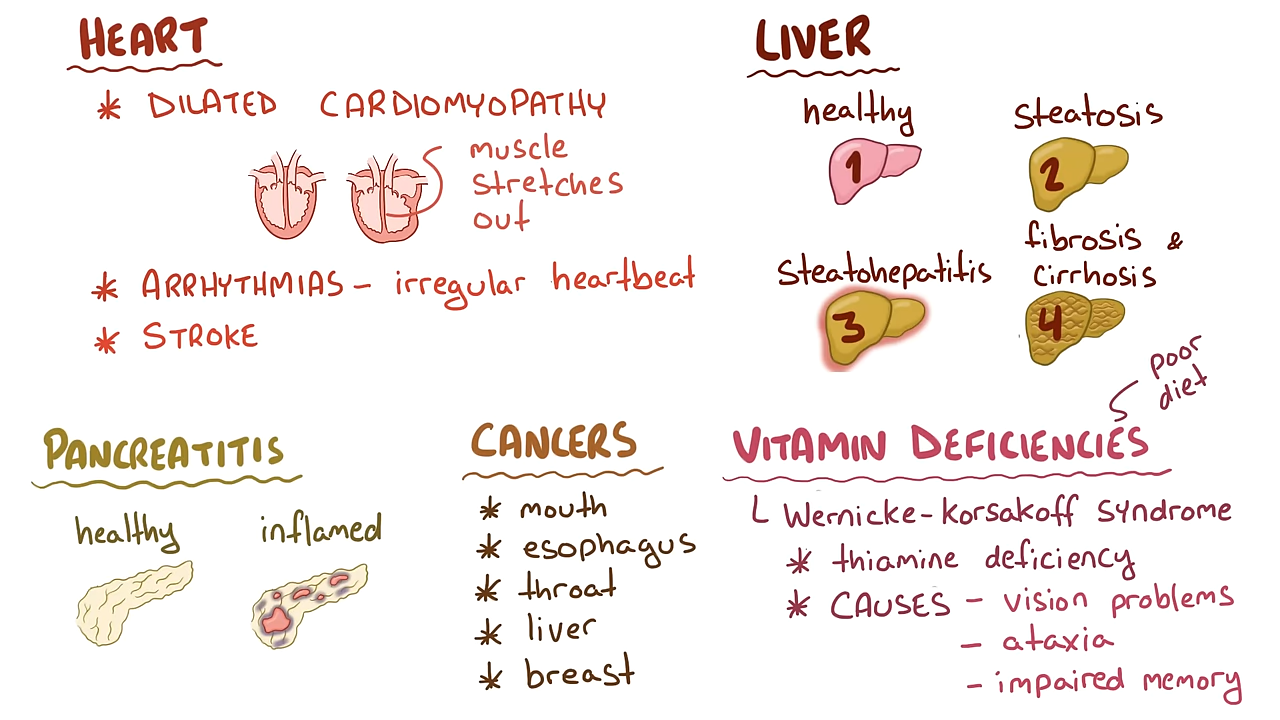 HEART
* DILATED CARDIOMYOPATHY
muscle
stretches
out
* ARRHYTHMIAS - irregular heartbeat
* STROKE
LIVER
healthy
steatosis
1
2
Steatohepatitis
fibrosis &
cirrhosis
3
4
PANCREATITIS
healthy
inflamed
CANCERS
* mouth
* esophagus
* throat
* liver
* breast
poor
diet
VITAMIN DEFICIENCIES
L Wernicke-Korsakoff syndrome
* thiamine deficiency
* CAUSES - vision problems
- ataxia
- impaired memory